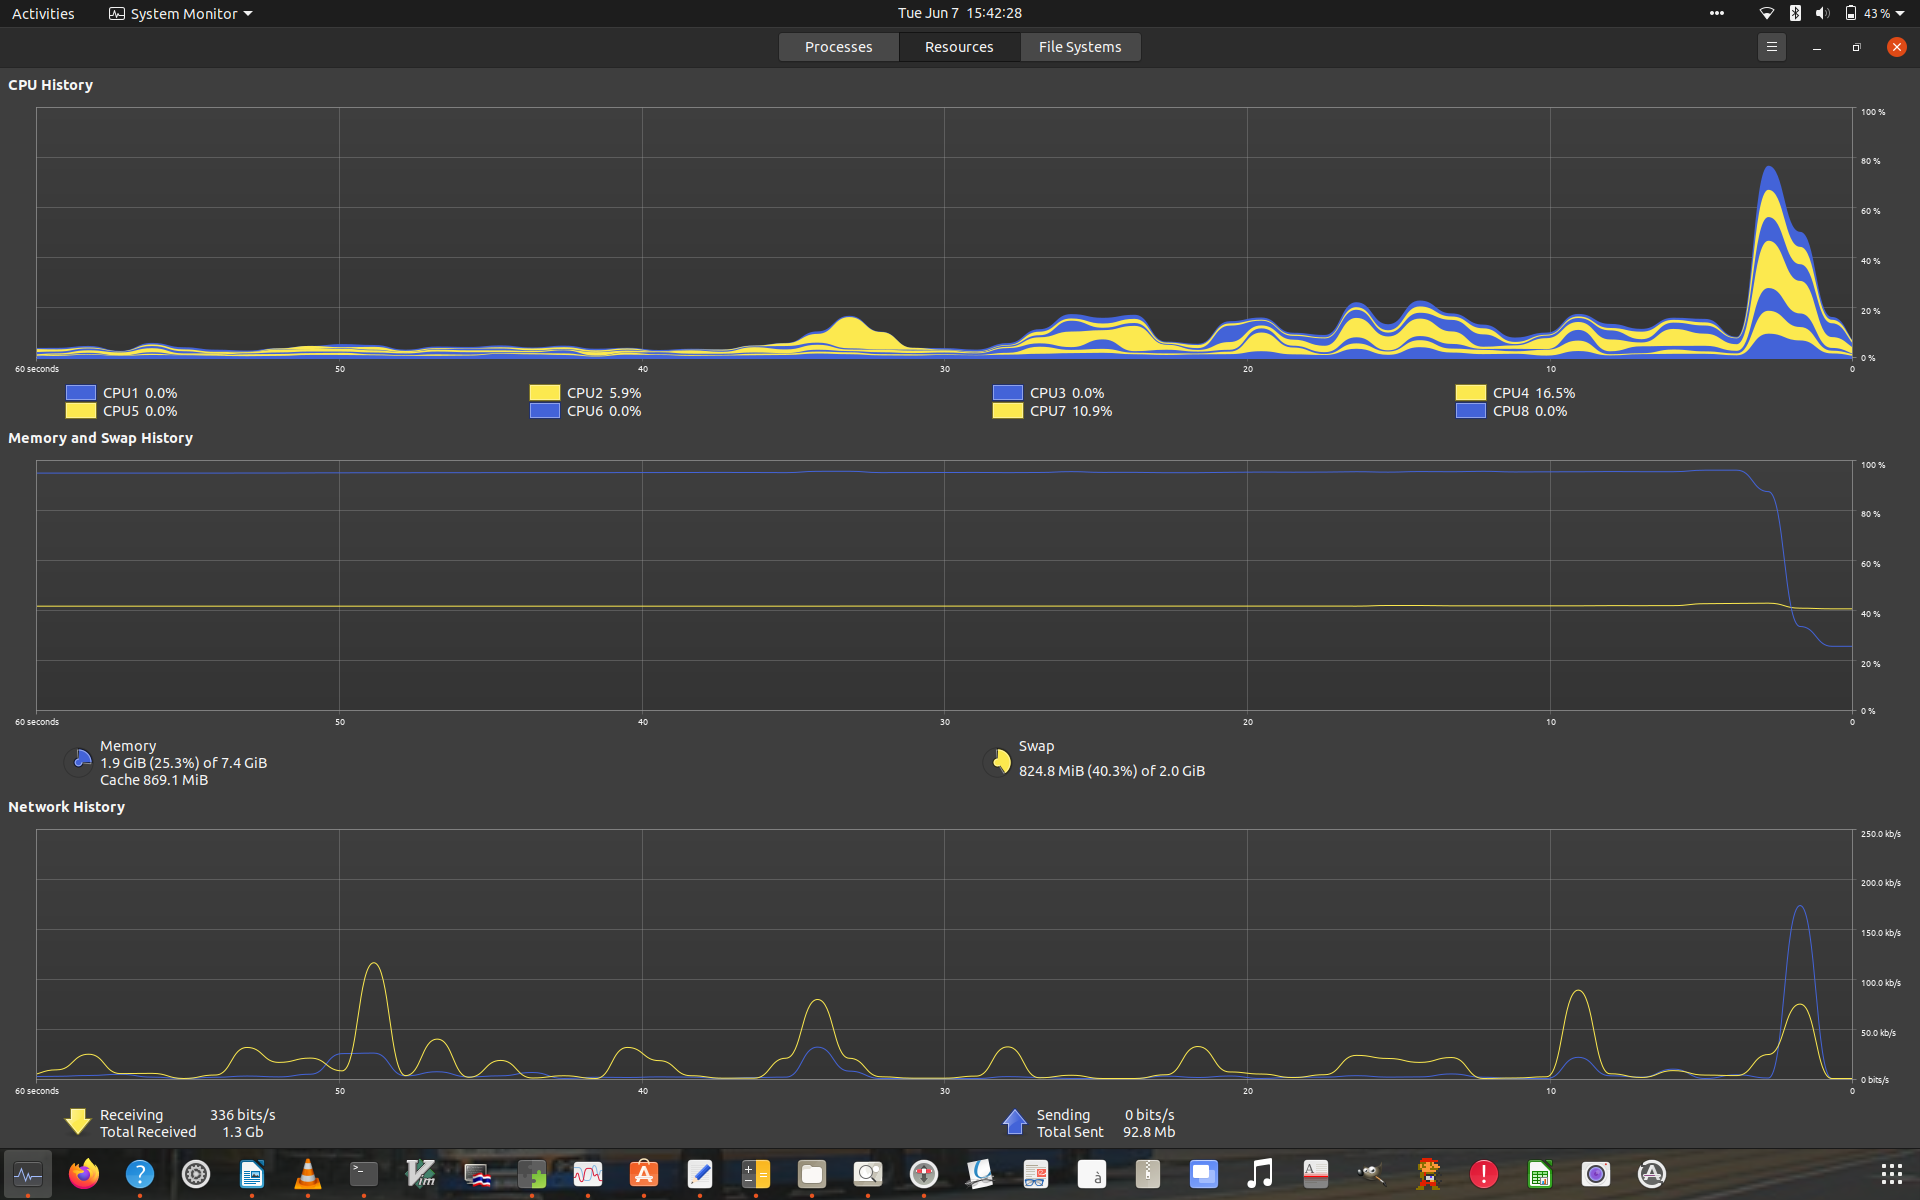 Activities System Monitor Tue Jun 7 15:42:28 43 %
Processes Resources File Systems
CPU History
100 %
80 %
60 %
40 %
20 %
0 %
60 seconds 50 40 30 20 10 0
CPU1 0.0% CPU2 5.9% CPU3 0.0% CPU4 16.5%
CPU5 0.0% CPU6 0.0% CPU7 10.9% CPU8 0.0%
Memory and Swap History
100 %
80 %
60 %
40 %
20 %
0 %
60 seconds 50 40 30 20 10 0
Memory
1.9 GiB (25.3%) of 7.4 GiB
Cache 869.1 MiB
Swap
824.8 MiB (40.3%) of 2.0 GiB
Network History
250.0 kb/s
200.0 kb/s
150.0 kb/s
100.0 kb/s
50.0 kb/s
0 bits/s
60 seconds 50 40 30 20 10 0
Receiving 336 bits/s Sending 0 bits/s
Total Received 1.3 Gb Total Sent 92.8 Mb